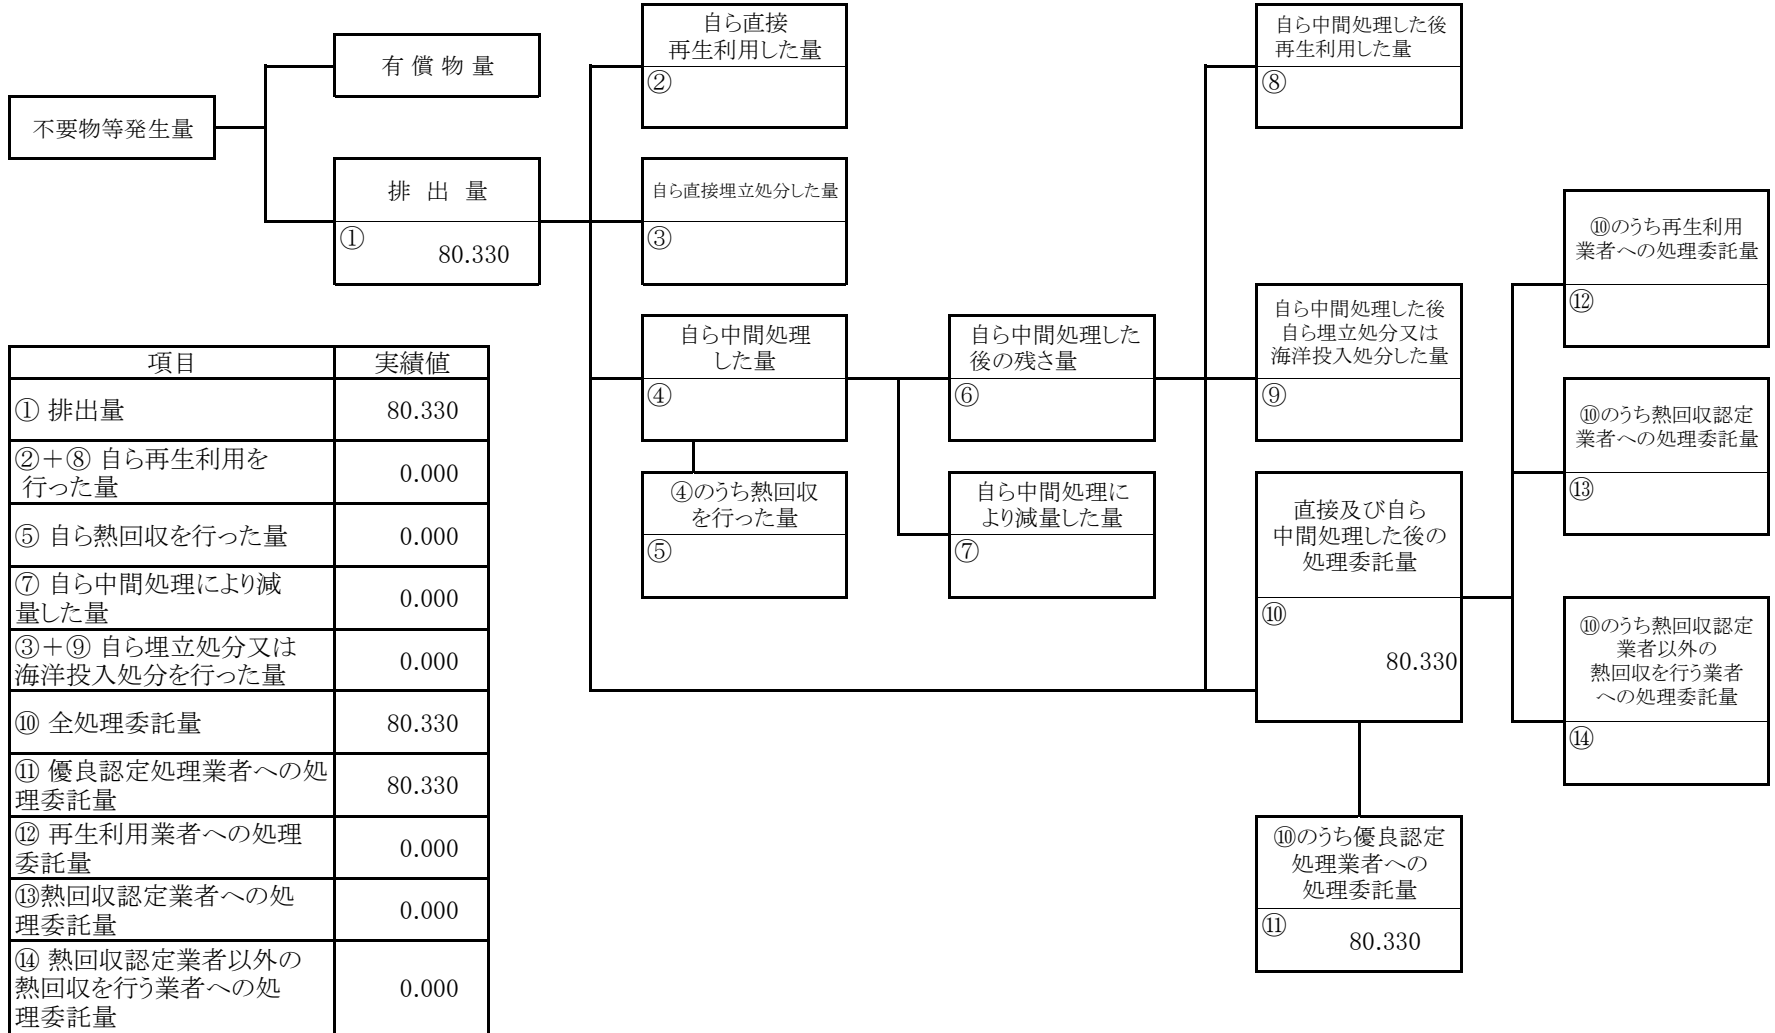 不要物等発生量
有 償 物 量
排 出 量
①
80.330
自ら直接
再生利用した量
②
自ら直接埋立処分した量
③
自ら中間処理
した量
④
④のうち熱回収
を行った量
⑤
自ら中間処理した
後の残さ量
⑥
自ら中間処理に
より減量した量
⑦
自ら中間処理した後
再生利用した量
⑧
自ら中間処理した後
自ら埋立処分又は
海洋投入処分した量
⑨
直接及び自ら
中間処理した後の
処理委託量
⑩
80.330
⑩のうち優良認定
処理業者への
処理委託量
⑪
80.330
⑩のうち再生利用
業者への処理委託量
⑫
⑩のうち熱回収認定
業者への処理委託量
⑬
⑩のうち熱回収認定
業者以外の
熱回収を行う業者
への処理委託量
⑭
項目 実績値
① 排出量 80.330
②+⑧ 自ら再生利用を
行った量 0.000
⑤ 自ら熱回収を行った量 0.000
⑦ 自ら中間処理により減
量した量 0.000
③+⑨ 自ら埋立処分又は
海洋投入処分を行った量 0.000
⑩ 全処理委託量 80.330
⑪ 優良認定処理業者への処
理委託量 80.330
⑫ 再生利用業者への処理
委託量 0.000
⑬熱回収認定業者への処
理委託量 0.000
⑭ 熱回収認定業者以外の
熱回収を行う業者への処
理委託量 0.000